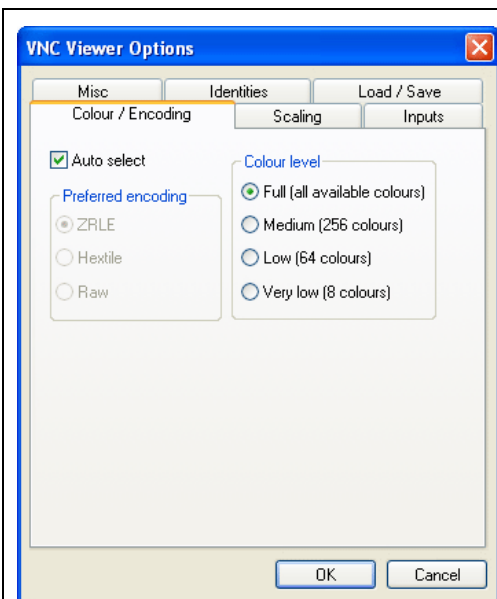 VNC Viewer Options
Misc Identities Load / Save
Colour / Encoding Scaling Inputs
Auto select
Preferred encoding
ZRLE
Hextile
Raw
Colour level
Full (all available colours)
Medium (256 colours)
Low (64 colours)
Very low (8 colours)
OK Cancel